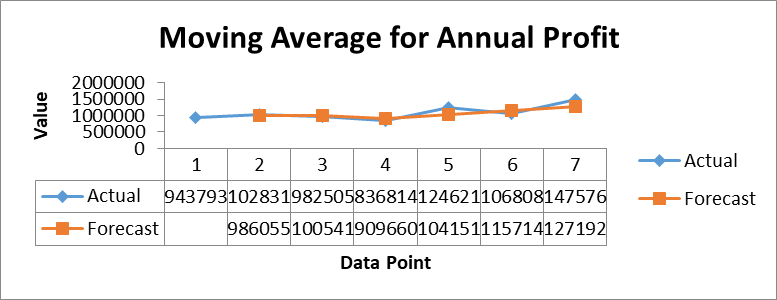 Moving Average for Annual Profit
Value
2000000
1500000
1000000
500000
0
1 2 3 4 5 6 7
Actual 943793 102831 982505 836814 124621 106808 147576
Forecast 986055 100541 909660 104151 115714 127192
Data Point
Actual
Forecast